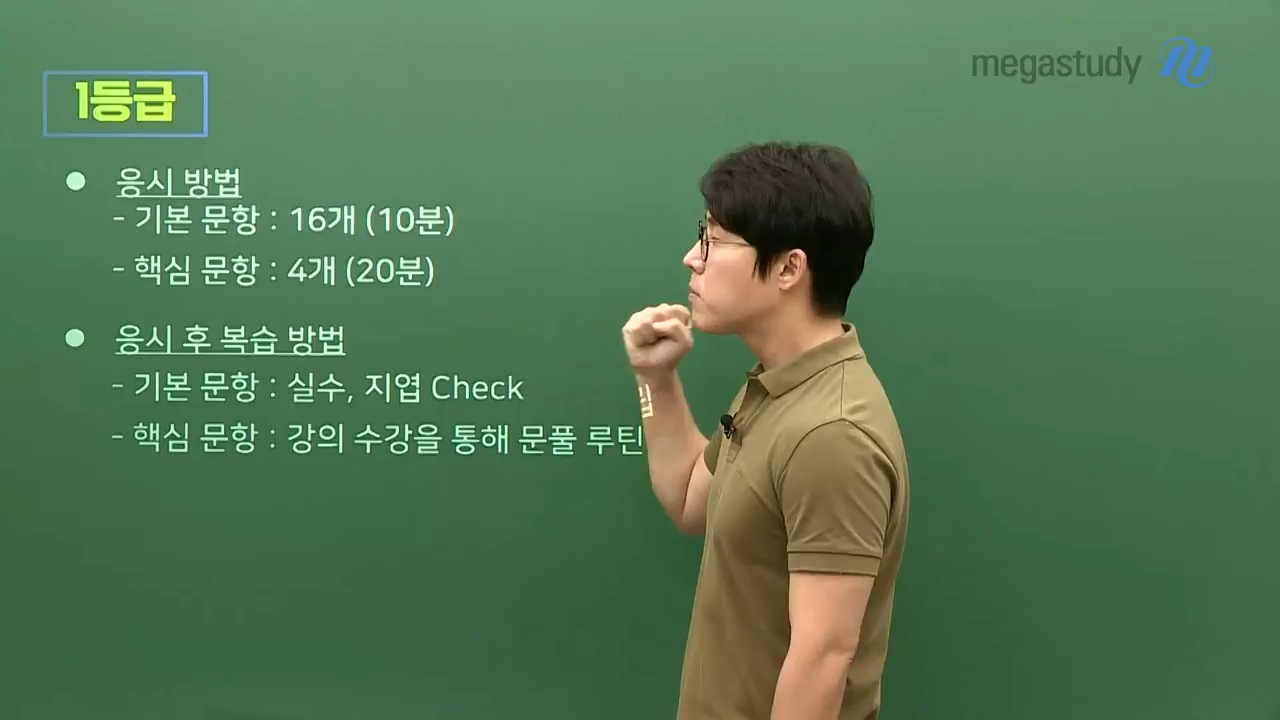 megastudy
1등급
● 응시 방법
- 기본 문항 : 16개 (10분)
- 핵심 문항 : 4개 (20분)
● 응시 후 복습 방법
- 기본 문항 : 실수, 지엽 Check
- 핵심 문항 : 강의 수강을 통해 문풀 루틴